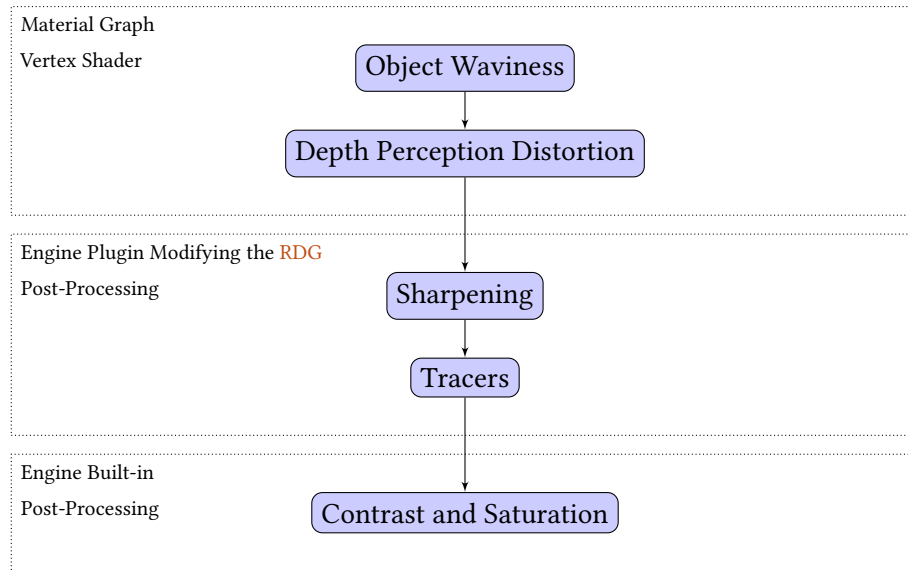 Material Graph
Vertex Shader
Object Waviness
Depth Perception Distortion
Engine Plugin Modifying the RDG
Post-Processing
Sharpening
Tracers
Engine Built-in
Post-Processing
Contrast and Saturation